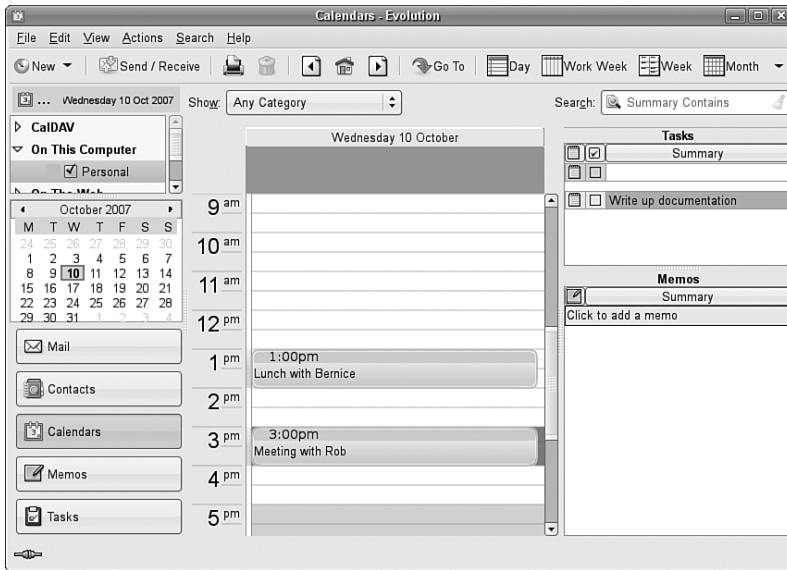 Calendars - Evolution
File Edit View Actions Search Help
New Send / Receive Go To Day Work Week Week Month
... Wednesday 10 Oct 2007 Show: Any Category Search: Summary Contains
CalDAV
On This Computer
Personal
On The Web
October 2007
M T W T F S S
24 25 26 27 28 29 30
1 2 3 4 5 6 7
8 9 10 11 12 13 14
15 16 17 18 19 20 21
22 23 24 25 26 27 28
29 30 31 1 2 3 4
Mail
Contacts
Calendars
Memos
Tasks
Wednesday 10 October
9 am
10 am
11 am
12 pm
1 pm
1:00pm
Lunch with Bernice
2 pm
3 pm
3:00pm
Meeting with Rob
4 pm
5 pm
Tasks
Summary
Write up documentation
Memos
Summary
Click to add a memo